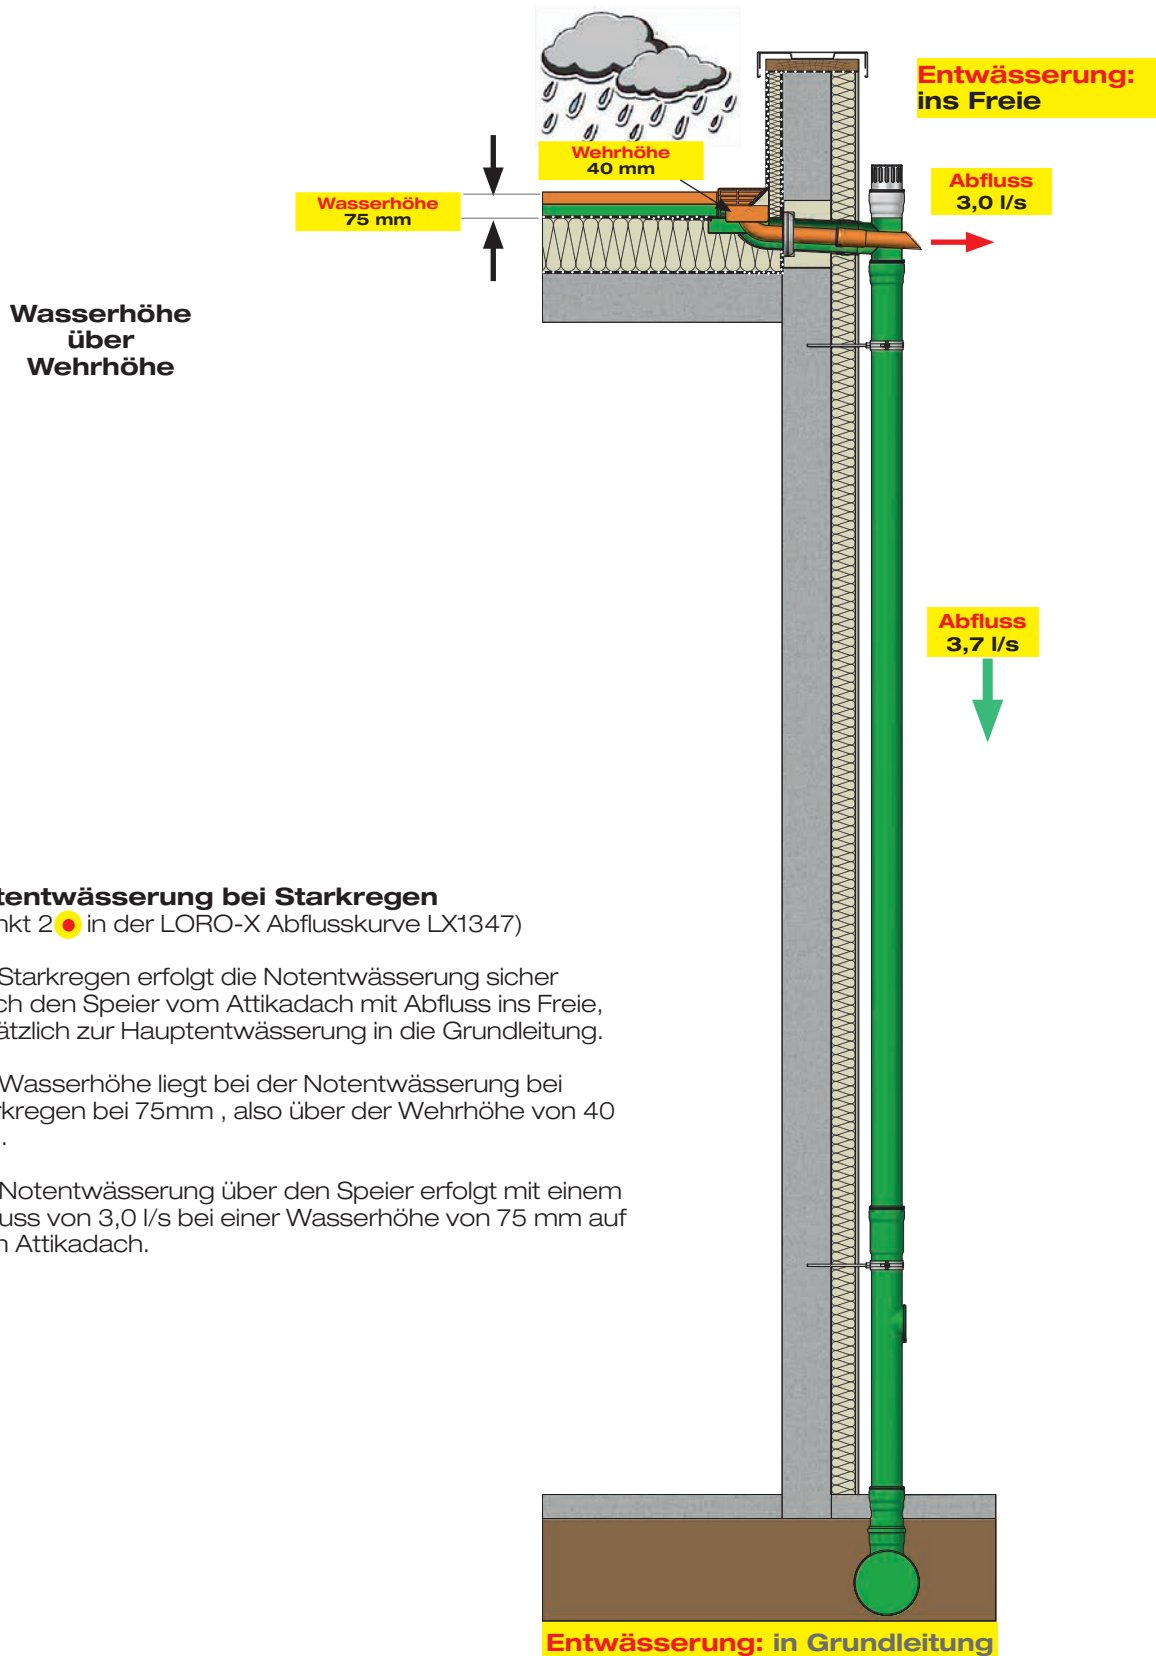 Entwässerung:
ins Freie
Wehrhöhe
40 mm
Abfluss
3,0 l/s
Wasserhöhe
75 mm
Wasserhöhe
über
Wehrhöhe
Abfluss
3,7 l/s
tentwässerung bei Starkregen
nkt 2 in der LORO-X Abflusskurve LX1347)
Starkregen erfolgt die Notentwässerung sicher
ch den Speier vom Attikadach mit Abfluss ins Freie,
ätzlich zur Hauptentwässerung in die Grundleitung.
Wasserhöhe liegt bei der Notentwässerung bei
rkregen bei 75mm , also über der Wehrhöhe von 40
.
Notentwässerung über den Speier erfolgt mit einem
uss von 3,0 l/s bei einer Wasserhöhe von 75 mm auf
n Attikadach.
Entwässerung: in Grundleitung